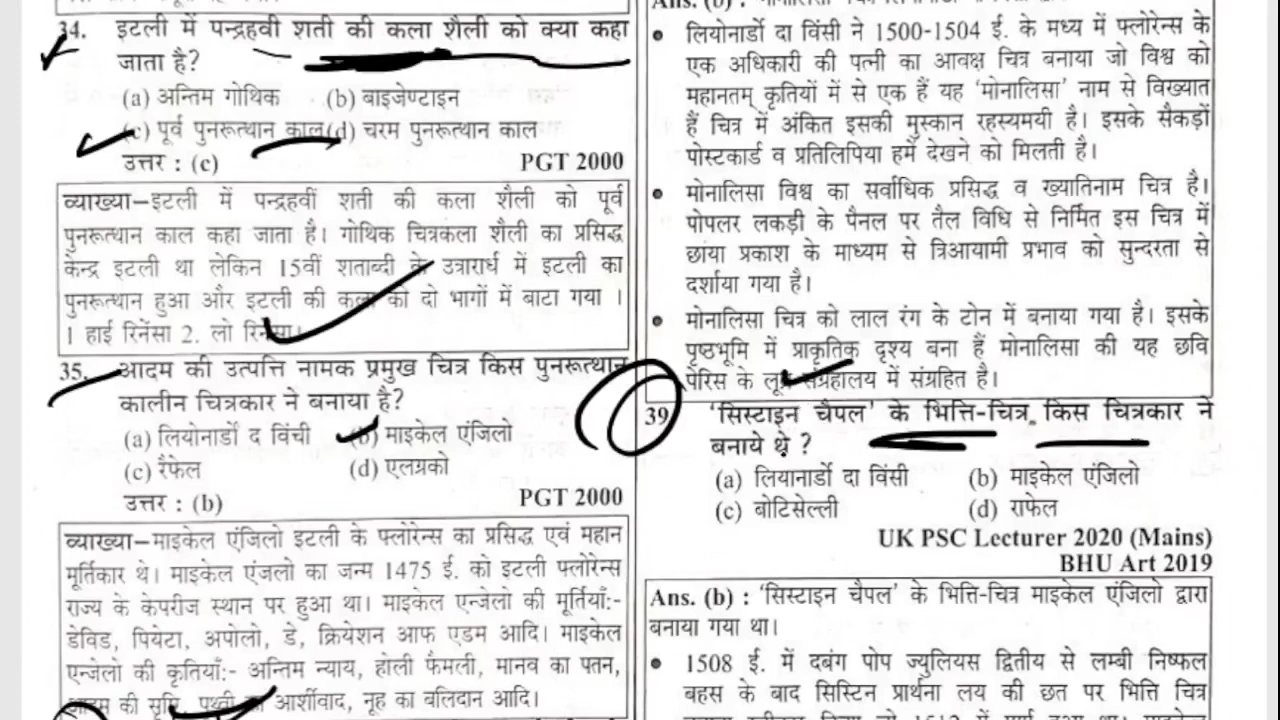 34. इटली में पन्द्रहवी शती की कला शैली को क्या कहा
जाता है?
(a) अन्तिम गोथिक (b) बाइजेण्टाइन
(c) पूर्व पुनरूत्थान काल (d) चरम पुनरूत्थान काल
उत्तर : (c) PGT 2000
व्याख्या–इटली में पन्द्रहवीं शती की कला शैली को पूर्व
पुनरूत्थान काल कहा जाता है। गोथिक चित्रकला शैली का प्रसिद्ध
केन्द्र इटली था लेकिन 15वीं शताब्दी के उत्रारार्ध में इटली का
पुनरूत्थान हुआ और इटली की कला को दो भागों में बाटा गया ।
। हाई रिनेंसा 2. लो रिनेंसा।
35. आदम की उत्पत्ति नामक प्रमुख चित्र किस पुनरूत्थान
कालीन चित्रकार ने बनाया है?
(a) लियोनार्डो द विंची (b) माइकेल एंजिलो
(c) रैफेल (d) एलग्रको
उत्तर : (b) PGT 2000
व्याख्या–माइकेल एंजिलो इटली के फ्लोरेन्स का प्रसिद्ध एवं महान
मूर्तिकार थे। माइकेल एंजलो का जन्म 1475 ई. को इटली फ्लोरेन्स
राज्य के केपरीज स्थान पर हुआ था। माइकेल एन्जेलो की मूर्तियाँ:-
डेविड, पियेटा, अपोलो, डे, क्रियेशन आफ एडम आदि। माइकेल
एन्जेलो की कृतियाँ:- अन्तिम न्याय, होली फैमली, मानव का पतन,
की सृष्टि, पृथ्वी का आर्शीवाद, नूह का बलिदान आदि।
Ans. (b) :
लियोनार्डो दा विंसी ने 1500-1504 ई. के मध्य में फ्लोरेन्स के
एक अधिकारी की पत्नी का आवक्ष चित्र बनाया जो विश्व को
महानतम् कृतियों में से एक हैं यह 'मोनालिसा' नाम से विख्यात
हैं चित्र में अंकित इसकी मुस्कान रहस्यमयी है। इसके सैकड़ों
पोस्टकार्ड व प्रतिलिपिया हमें देखने को मिलती है।
मोनालिसा विश्व का सर्वाधिक प्रसिद्ध व ख्यातिनाम चित्र है।
पोपलर लकड़ी के पैनल पर तैल विधि से निर्मित इस चित्र में
छांया प्रकाश के माध्यम से त्रिआयामी प्रभाव को सुन्दरता से
दर्शाया गया है।
मोनालिसा चित्र को लाल रंग के टोन में बनाया गया है। इसके
पृष्ठभूमि में प्राकृतिक दृश्य बना हैं मोनालिसा की यह छवि
पेरिस के लूव्र संग्रहालय में संग्रहित है।
39 'सिस्टाइन चैपल' के भित्ति-चित्र किस चित्रकार ने
बनाये थे ?
(a) लियानार्डो दा विंसी (b) माइकेल एंजिलो
(c) बोटिसेल्ली (d) राफेल
UK PSC Lecturer 2020 (Mains)
BHU Art 2019
Ans. (b) : 'सिस्टाइन चैपल' के भित्ति-चित्र माइकेल एंजिलो द्वारा
बनाया गया था।
1508 ई. में दबंग पोप ज्युलियस द्वितीय से लम्बी निष्फल
बहस के बाद सिस्टिन प्रार्थना लय की छत पर भित्ति चित्र